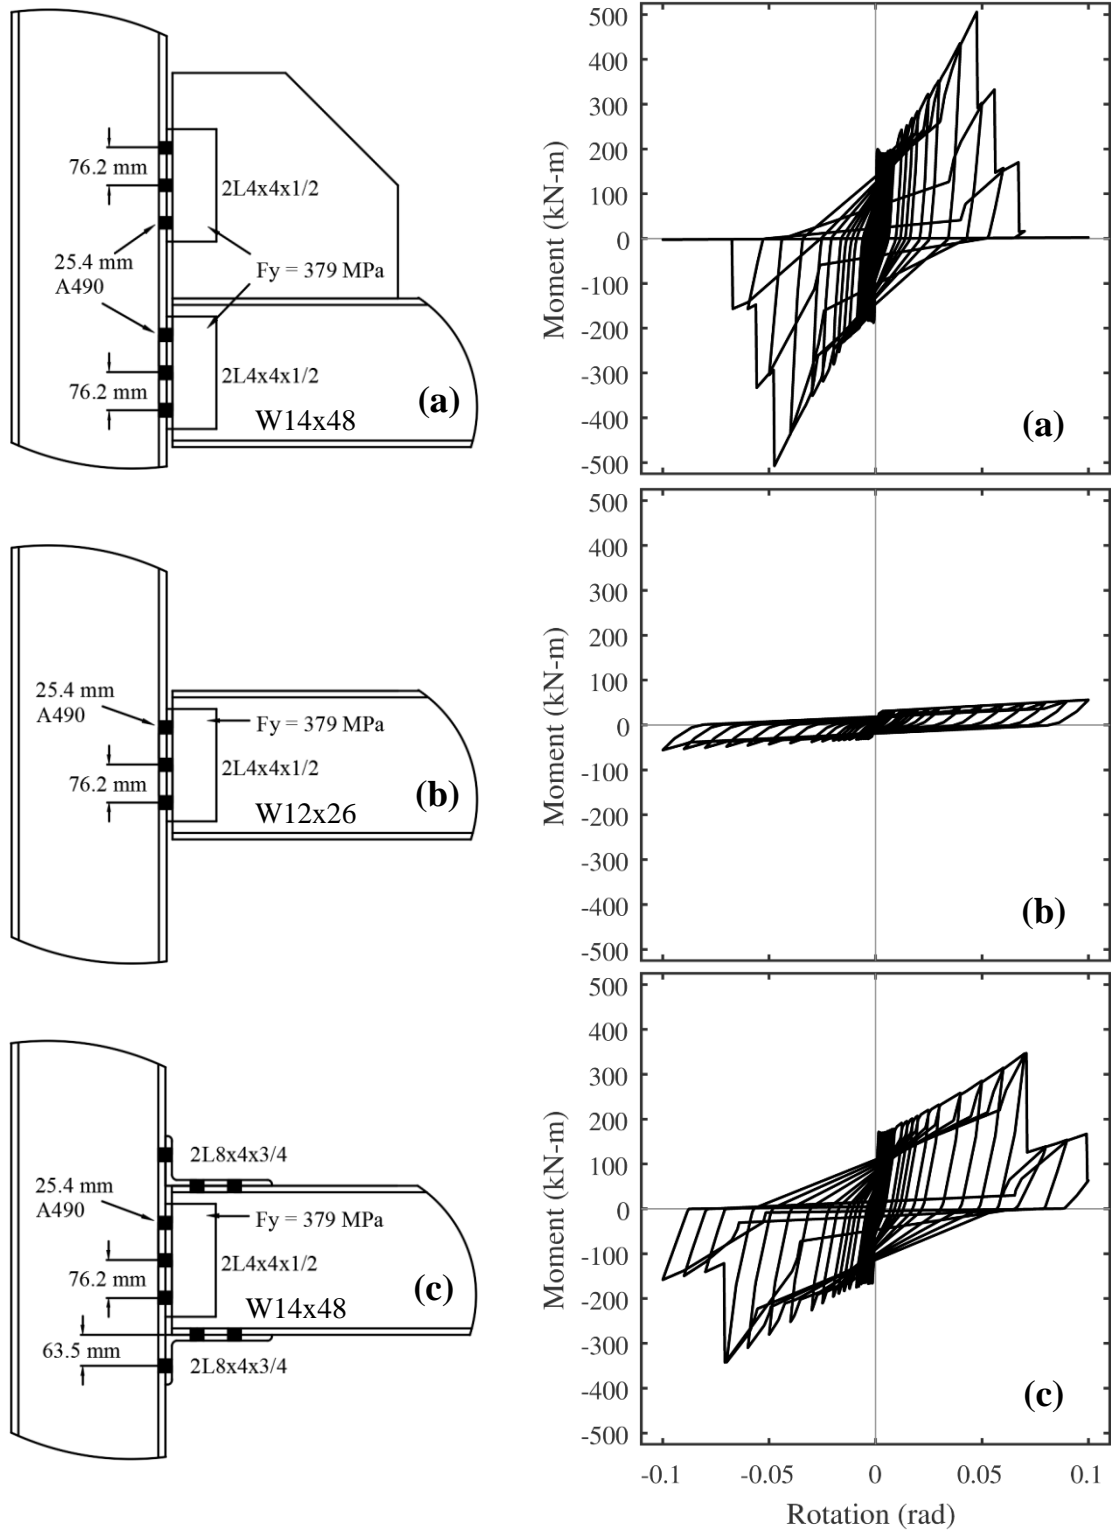 76.2 mm
2L4x4x1/2
25.4 mm
A490
Fy = 379 MPa
76.2 mm
2L4x4x1/2
W14x48
(a)
500
400
300
200
100
0
-100
-200
-300
-400
-500
Moment (kN-m)
(a)
25.4 mm
A490
Fy = 379 MPa
76.2 mm
2L4x4x1/2
W12x26
(b)
500
400
300
200
100
0
-100
-200
-300
-400
-500
Moment (kN-m)
(b)
2L8x4x3/4
25.4 mm
A490
Fy = 379 MPa
76.2 mm
2L4x4x1/2
W14x48
(c)
63.5 mm
2L8x4x3/4
500
400
300
200
100
0
-100
-200
-300
-400
-500
Moment (kN-m)
(c)
-0.1
-0.05
0
0.05
0.1
Rotation (rad)